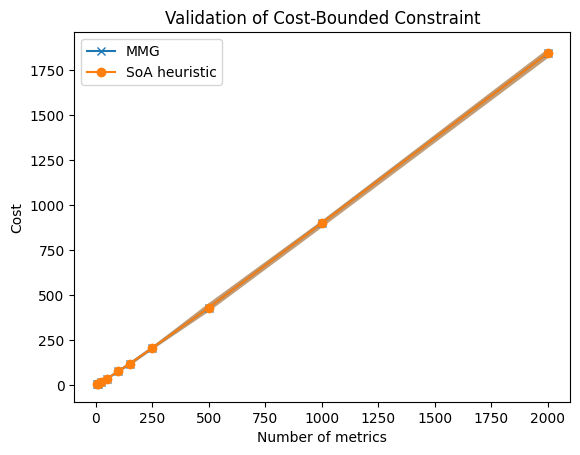 Validation of Cost-Bounded Constraint
MMG
SoA heuristic
Cost
1750
1500
1250
1000
750
500
250
0
0 250 500 750 1000 1250 1500 1750 2000
Number of metrics